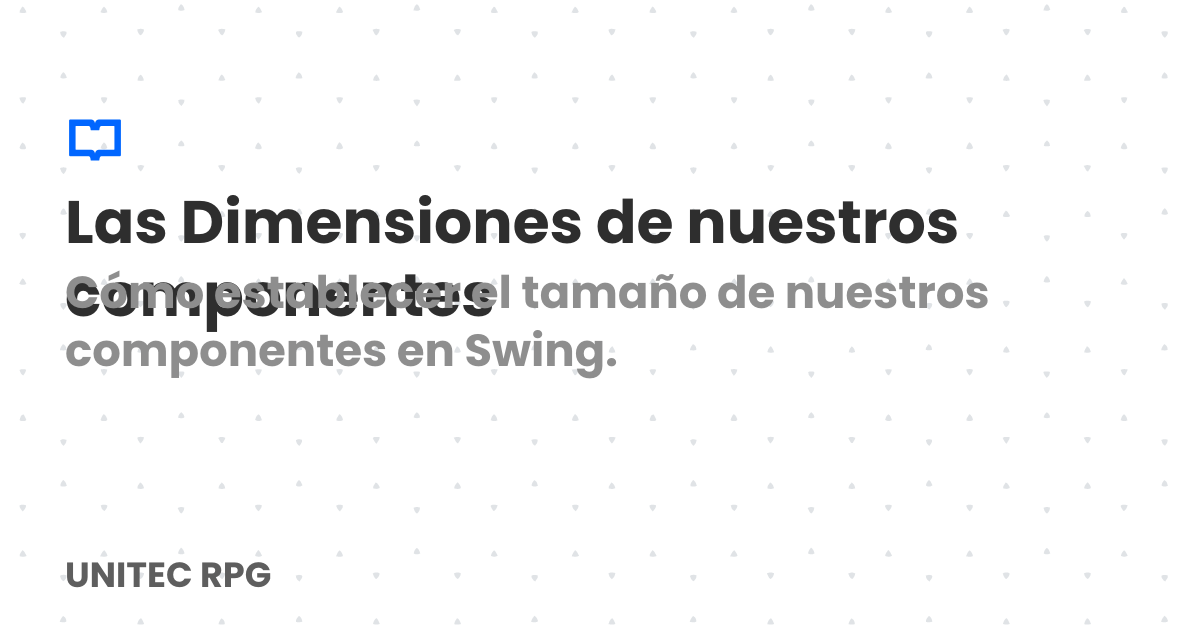 Las Dimensiones de nuestros
componentes
Cómo establecer el tamaño de nuestros
componentes en Swing.
UNITEC RPG